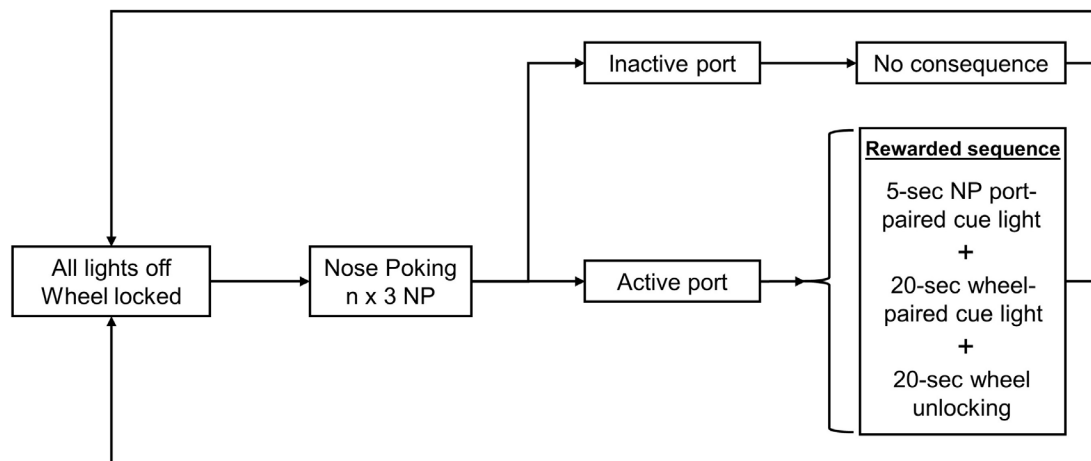 All lights off
Wheel locked
Nose Poking
n x 3 NP
Inactive port
No consequence
Active port
Rewarded sequence
5-sec NP port-
paired cue light
+
20-sec wheel-
paired cue light
+
20-sec wheel
unlocking